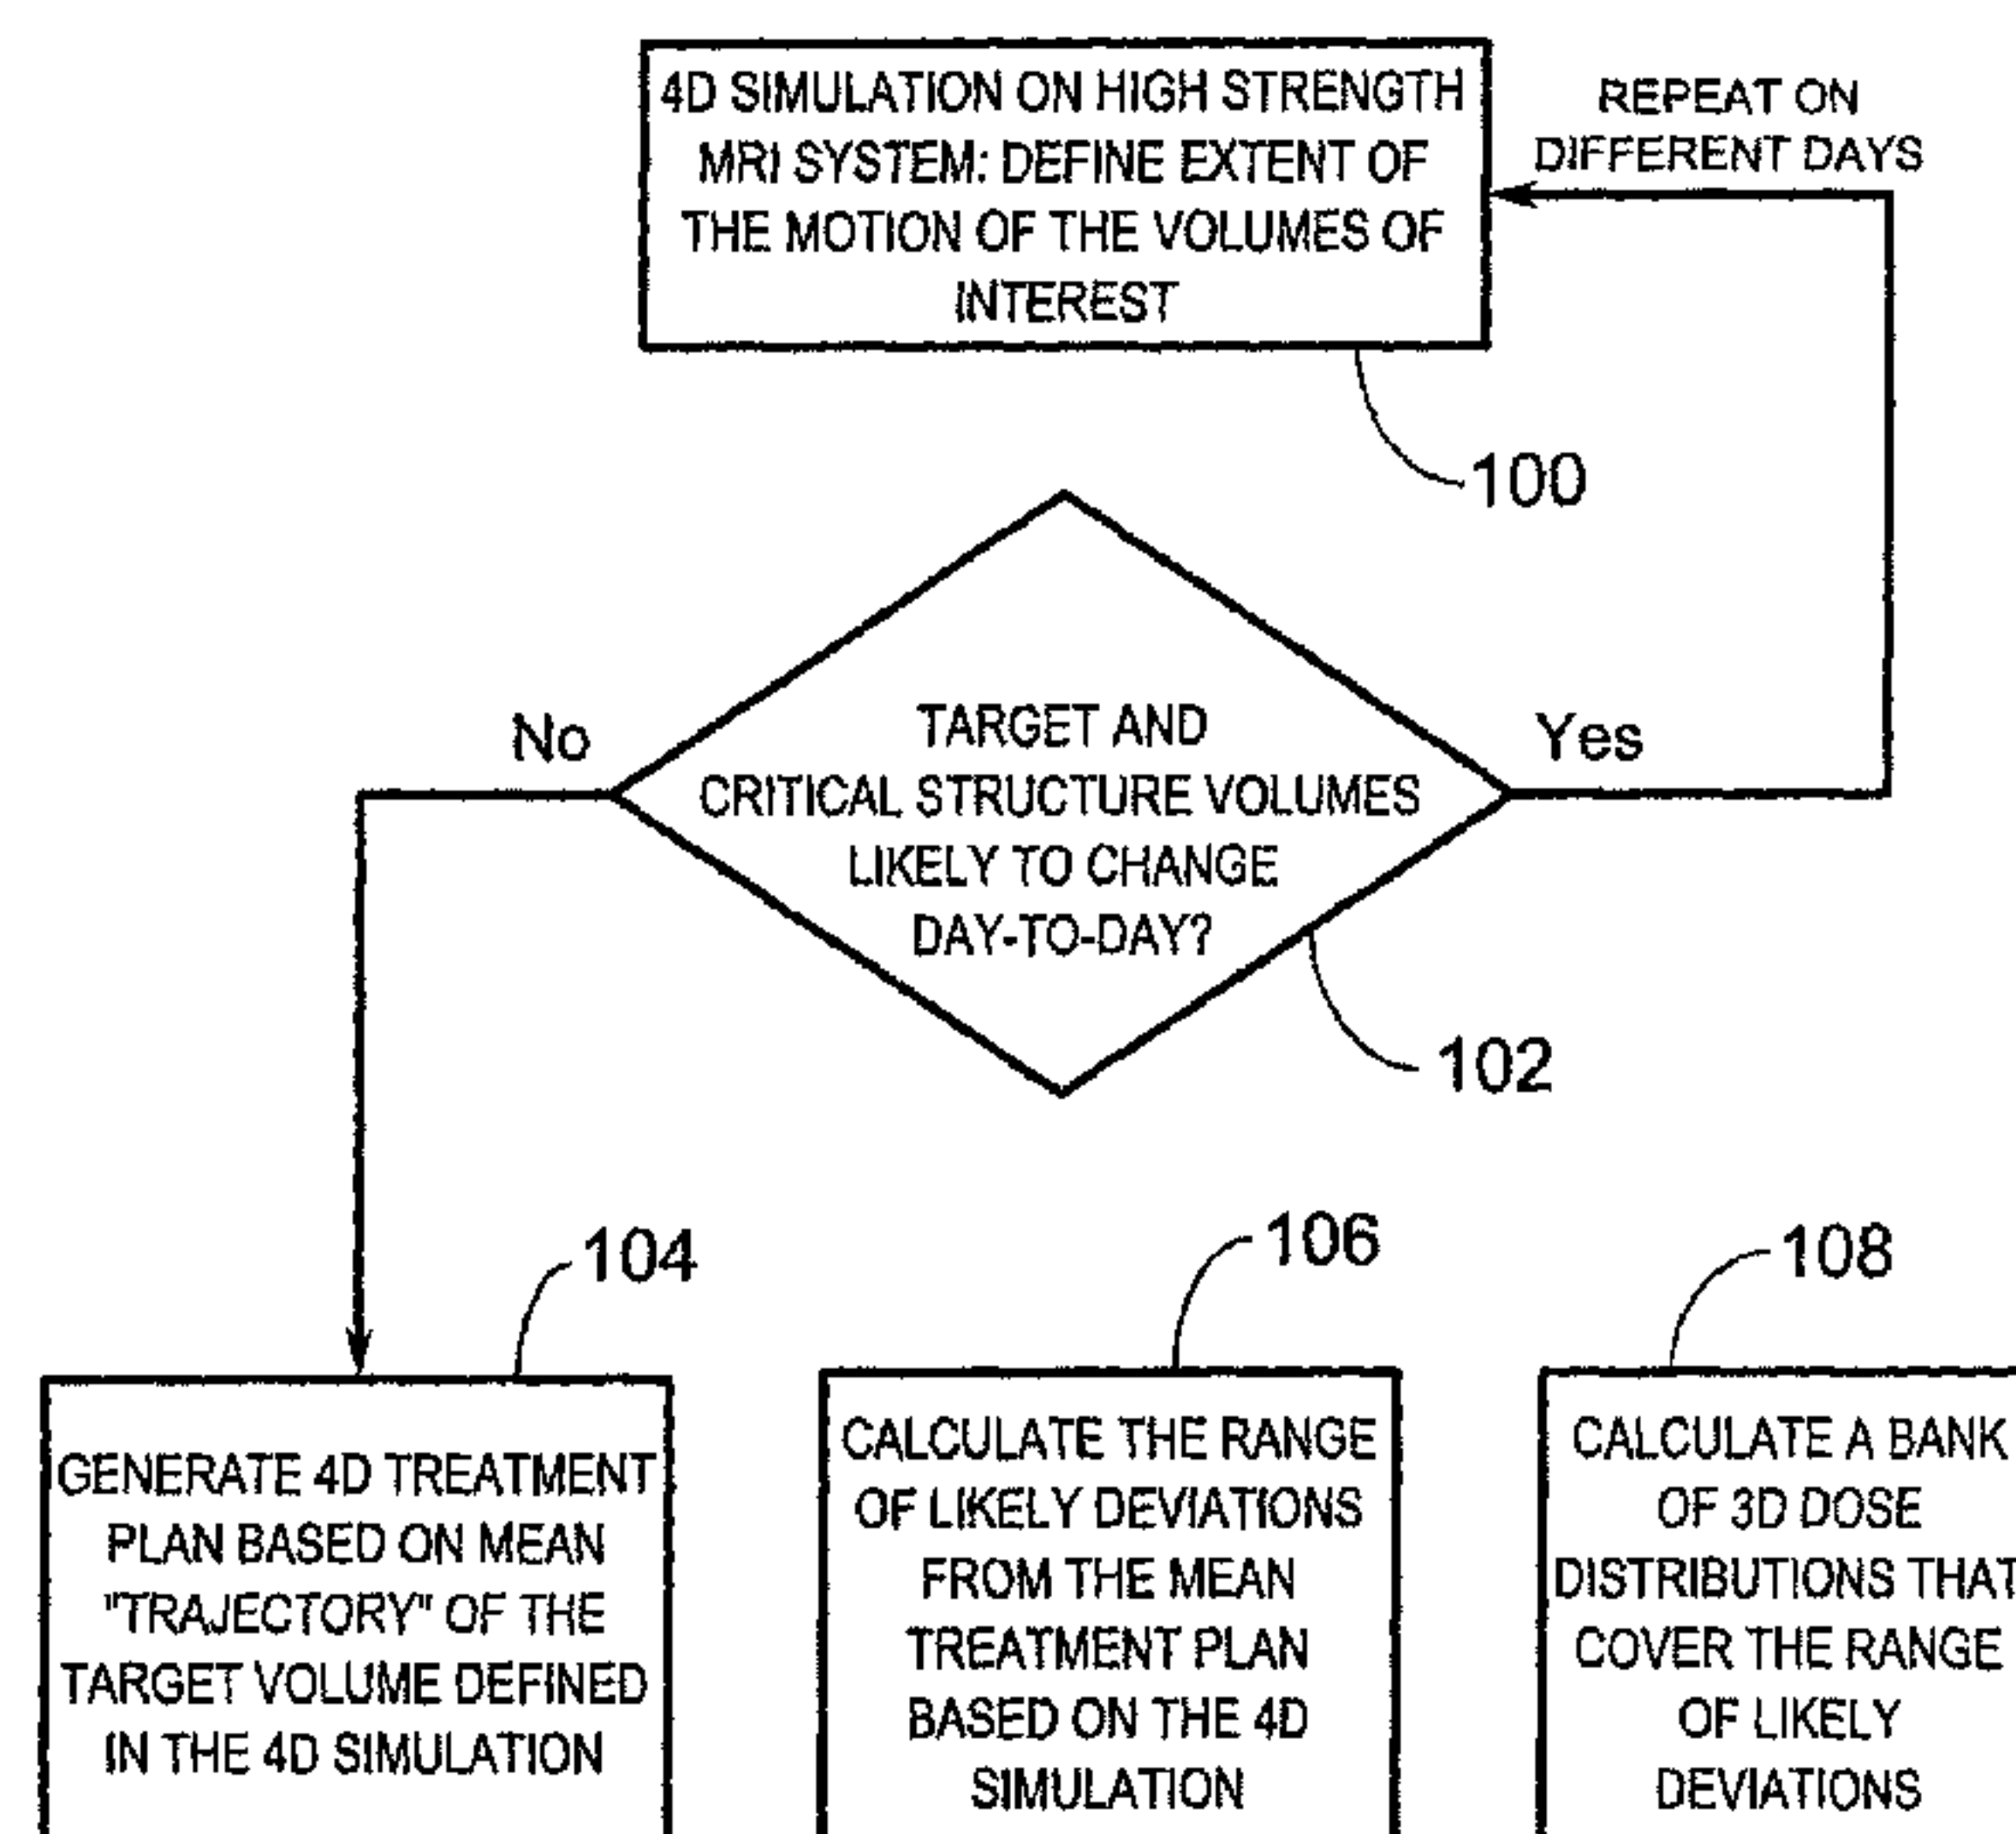 4D SIMULATION ON HIGH STRENGTH
MRI SYSTEM: DEFINE EXTENT OF
THE MOTION OF THE VOLUMES OF
INTEREST
REPEAT ON
DIFFERENT DAYS
100
No
Yes
TARGET AND
CRITICAL STRUCTURE VOLUMES
LIKELY TO CHANGE
DAY-TO-DAY?
102
104
106
108
GENERATE 4D TREATMENT
PLAN BASED ON MEAN
"TRAJECTORY" OF THE
TARGET VOLUME DEFINED
IN THE 4D SIMULATION
CALCULATE THE RANGE
OF LIKELY DEVIATIONS
FROM THE MEAN
TREATMENT PLAN
BASED ON THE 4D
SIMULATION
CALCULATE A BANK
OF 3D DOSE
DISTRIBUTIONS THAT
COVER THE RANGE
OF LIKELY
DEVIATIONS